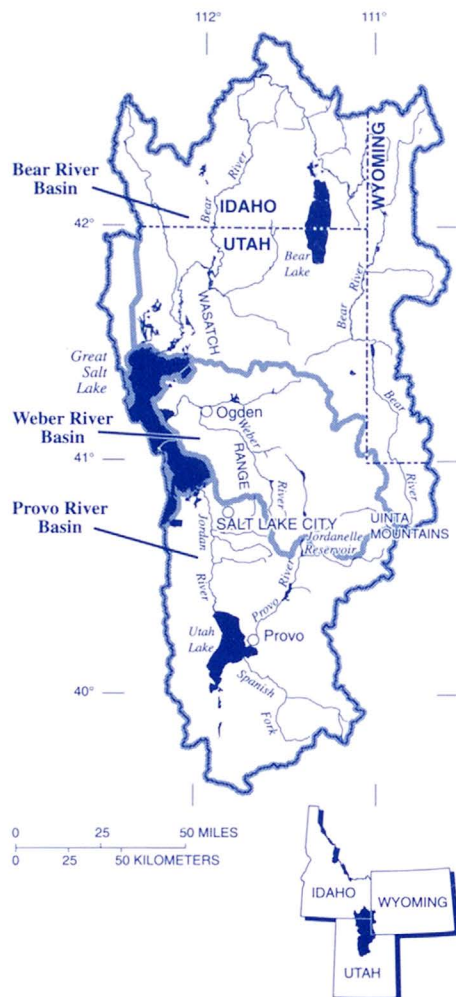 112°
111°
WYOMING
Bear River
Basin
Bear
River
IDAHO
42°
UTAH
Bear
Lake
WASATCH
Bear
River
Great
Salt
Lake
Bear
River
Weber River
Basin
Ogden
Weber
River
RANGE
41°
Provo River
Basin
SALT LAKE CITY
UINTA
MOUNTAINS
Jordanelle
Reservoir
Jordan
River
Provo
River
Utah
Lake
Provo
Spanish
Fork
40°
0 25 50 MILES
0 25 50 KILOMETERS
IDAHO
WYOMING
UTAH